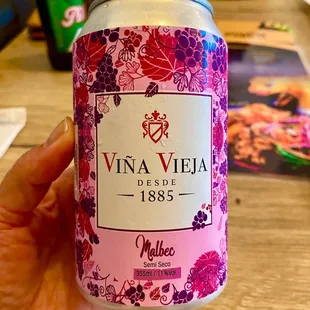 VIÑA VIEJA
DESDE
1885
Malbec
Semi Seco
355ml / 11%vol